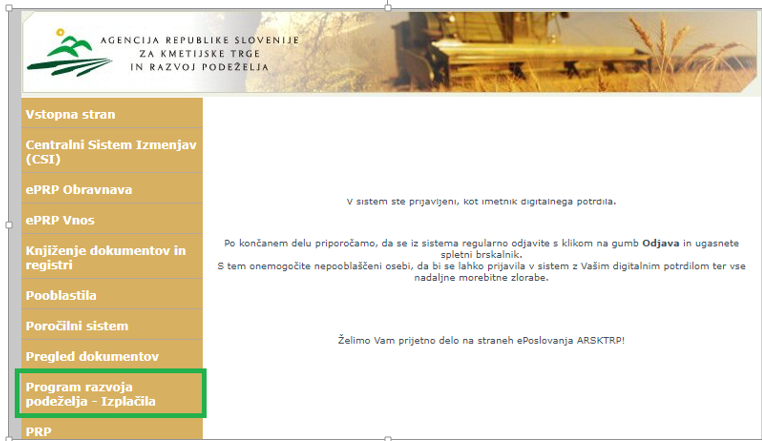 AGENCIJA REPUBLIKE SLOVENIJE
ZA KMETIJSKE TRGE
IN RAZVOJ PODEŽELJA
Vstopna stran
Centralni Sistem Izmenjav
(CSI)
ePRP Obravnava
ePRP Vnos
Knjiženje dokumentov in
registri
Pooblastila
Poročilni sistem
Pregled dokumentov
Program razvoja
podeželja - Izplačila
PRP
V sistem ste prijavljeni, kot imetnik digitalnega potrdila.
Po končanem delu priporočamo, da se iz sistema regularno odjavite s klikom na gumb Odjava in ugasnete
spletni brskalnik.
S tem onemogočite nepooblaščeni osebi, da bi se lahko prijavila v sistem z Vašim digitalnim potrdilom ter vse
nadaljne morebitne zlorabe.
Želimo Vam prijetno delo na straneh ePoslovanja ARSKTRP!